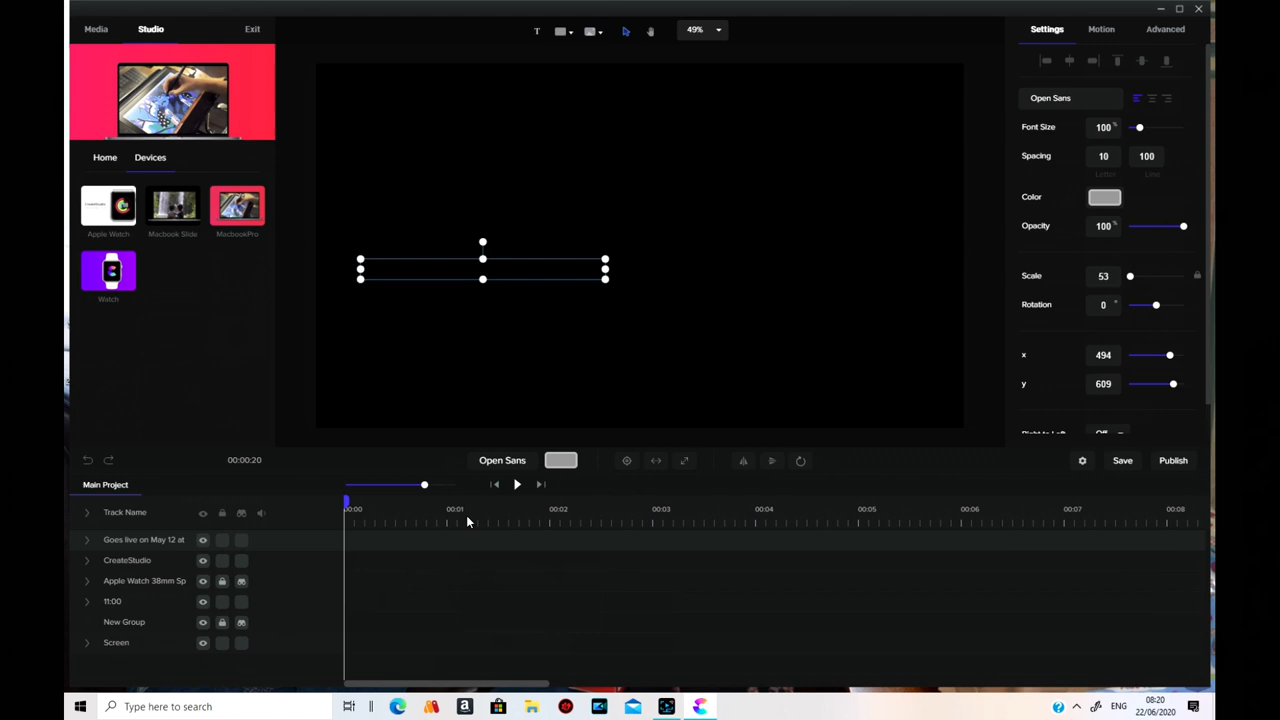 Media Studio Exit
T 49%
Settings Motion Advanced
Home Devices
Apple Watch Macbook Slide MacbookPro
Watch
Open Sans
Font Size 100 %
Spacing 10 100
Letter Line
Color
Opacity 100 %
Scale 53
Rotation 0 °
x 494
y 609
Right to Left Off
00:00:20 Open Sans Save Publish
Main Project
Track Name 00:00 00:01 00:02 00:03 00:04 00:05 00:06 00:07 00:08
Goes live on May 12 at
CreateStudio
Apple Watch 38mm Sp
11:00
New Group
Screen
Type here to search
ENG 08:20
22/06/2020